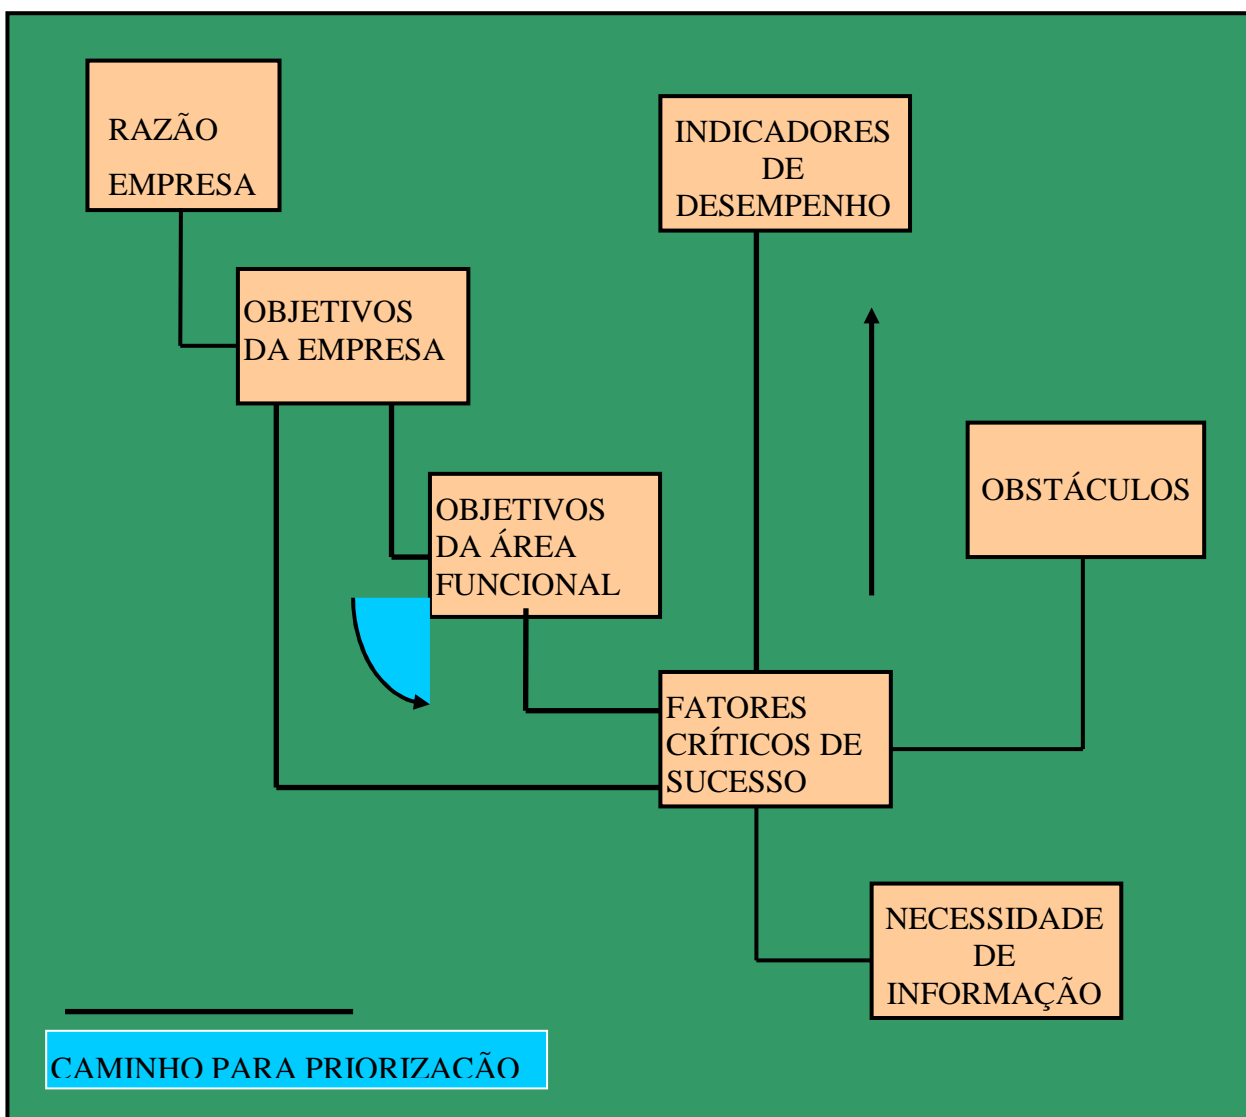 RAZÃO
EMPRESA
INDICADORES
DE
DESEMPENHO
OBJETIVOS
DA EMPRESA
OBSTÁCULOS
OBJETIVOS
DA ÁREA
FUNCIONAL
FATORES
CRÍTICOS DE
SUCESSO
NECESSIDADE
DE
INFORMAÇÃO
CAMINHO PARA PRIORIZAÇÃO